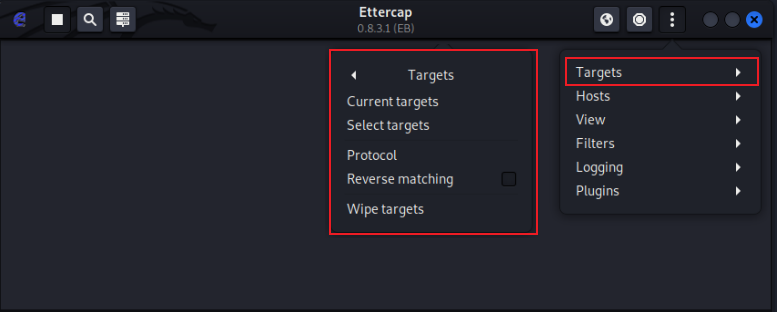 Ettercap
0.8.3.1 (EB)
Targets
Current targets
Select targets
Protocol
Reverse matching
Wipe targets
Targets
Hosts
View
Filters
Logging
Plugins